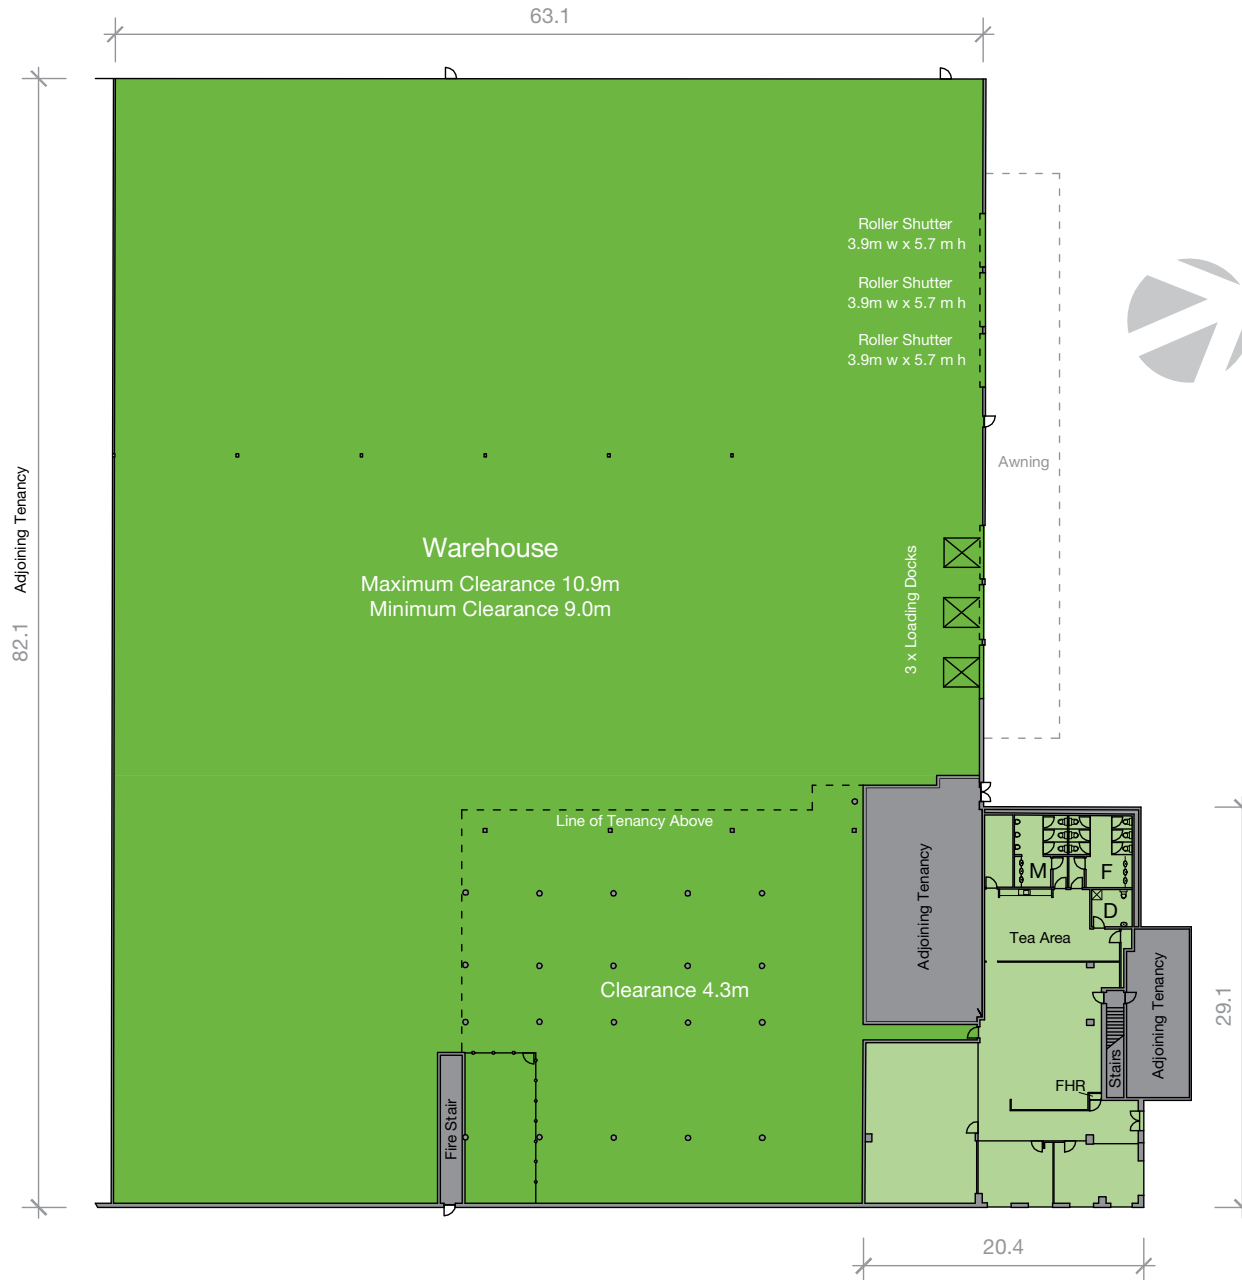 63.1
Roller Shutter
3.9m w x 5.7 m h
Roller Shutter
3.9m w x 5.7 m h
Roller Shutter
3.9m w x 5.7 m h
Awning
Adjoining Tenancy
82.1
Warehouse
Maximum Clearance 10.9m
Minimum Clearance 9.0m
3 x Loading Docks
Line of Tenancy Above
Adjoining Tenancy
M
F
D
Tea Area
Clearance 4.3m
Adjoining Tenancy
29.1
Stairs
FHR
Fire Stair
20.4